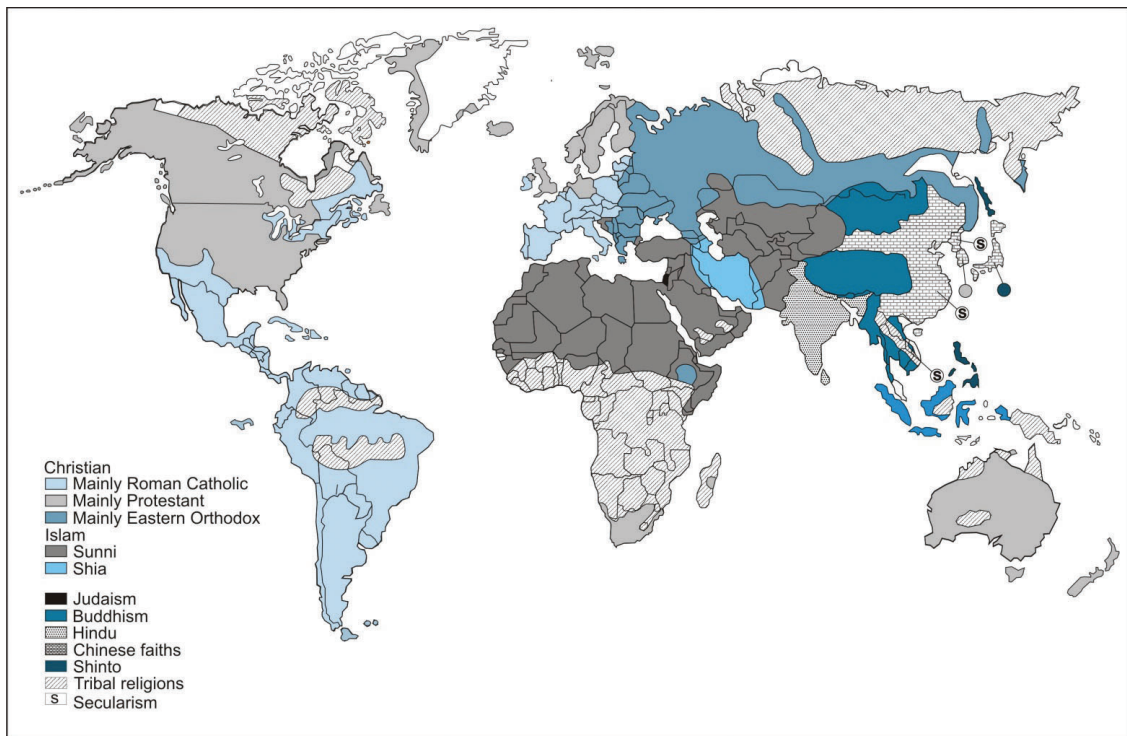 S
S
S
Christian
Mainly Roman Catholic
Mainly Protestant
Mainly Eastern Orthodox
Islam
Sunni
Shia
Judaism
Buddhism
Hindu
Chinese faiths
Shinto
Tribal religions
S Secularism